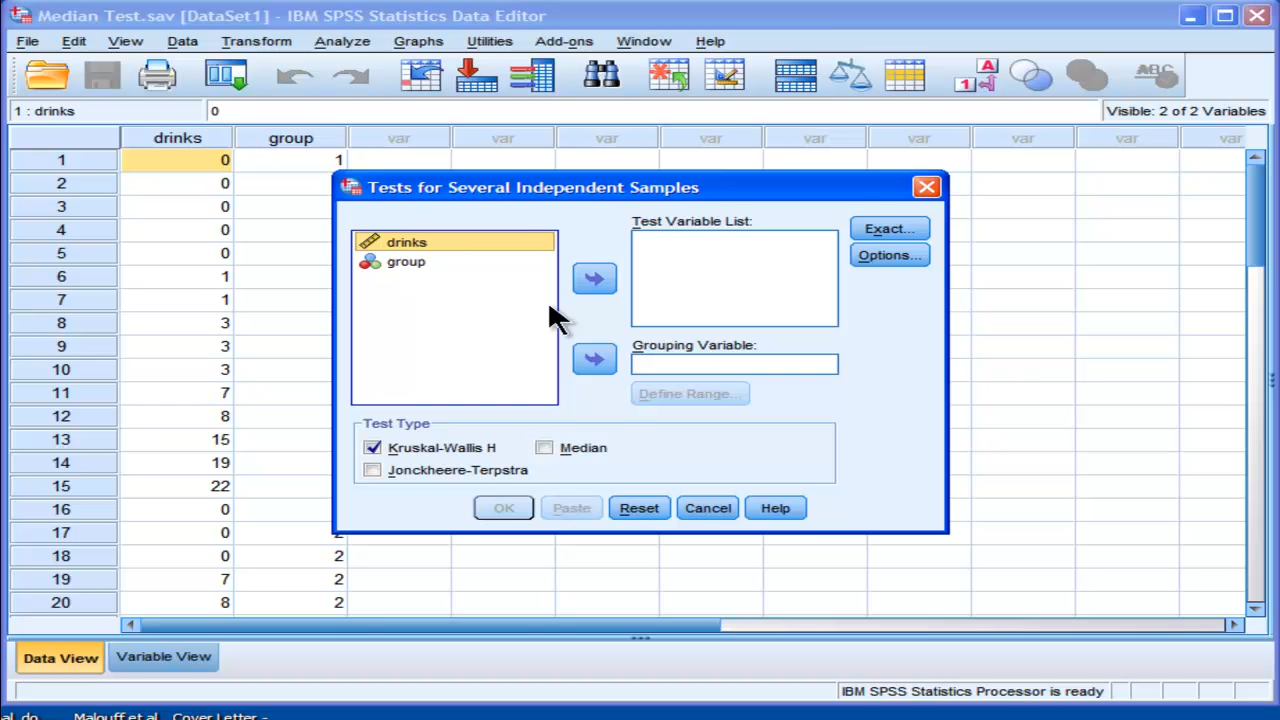 Median Test.sav [DataSet1] - IBM SPSS Statistics Data Editor
File Edit View Data Transform Analyze Graphs Utilities Add-ons Window Help
1 A
ABC
1 : drinks 0 Visible: 2 of 2 Variables
drinks group var var var var var var var var var
1 0 1
2 0
3 0
4 0
5 0
6 1
7 1
8 3
9 3
10 3
11 7
12 8
13 15
14 19
15 22
16 0
17 0 2
18 0 2
19 7 2
20 8 2
Tests for Several Independent Samples
drinks
group
Test Variable List:
Exact...
Options...
Grouping Variable:
Define Range...
Test Type
Kruskal-Wallis H Median
Jonckheere-Terpstra
OK Paste Reset Cancel Help
Data View Variable View
IBM SPSS Statistics Processor is ready
Malouff et al Cover Letter -